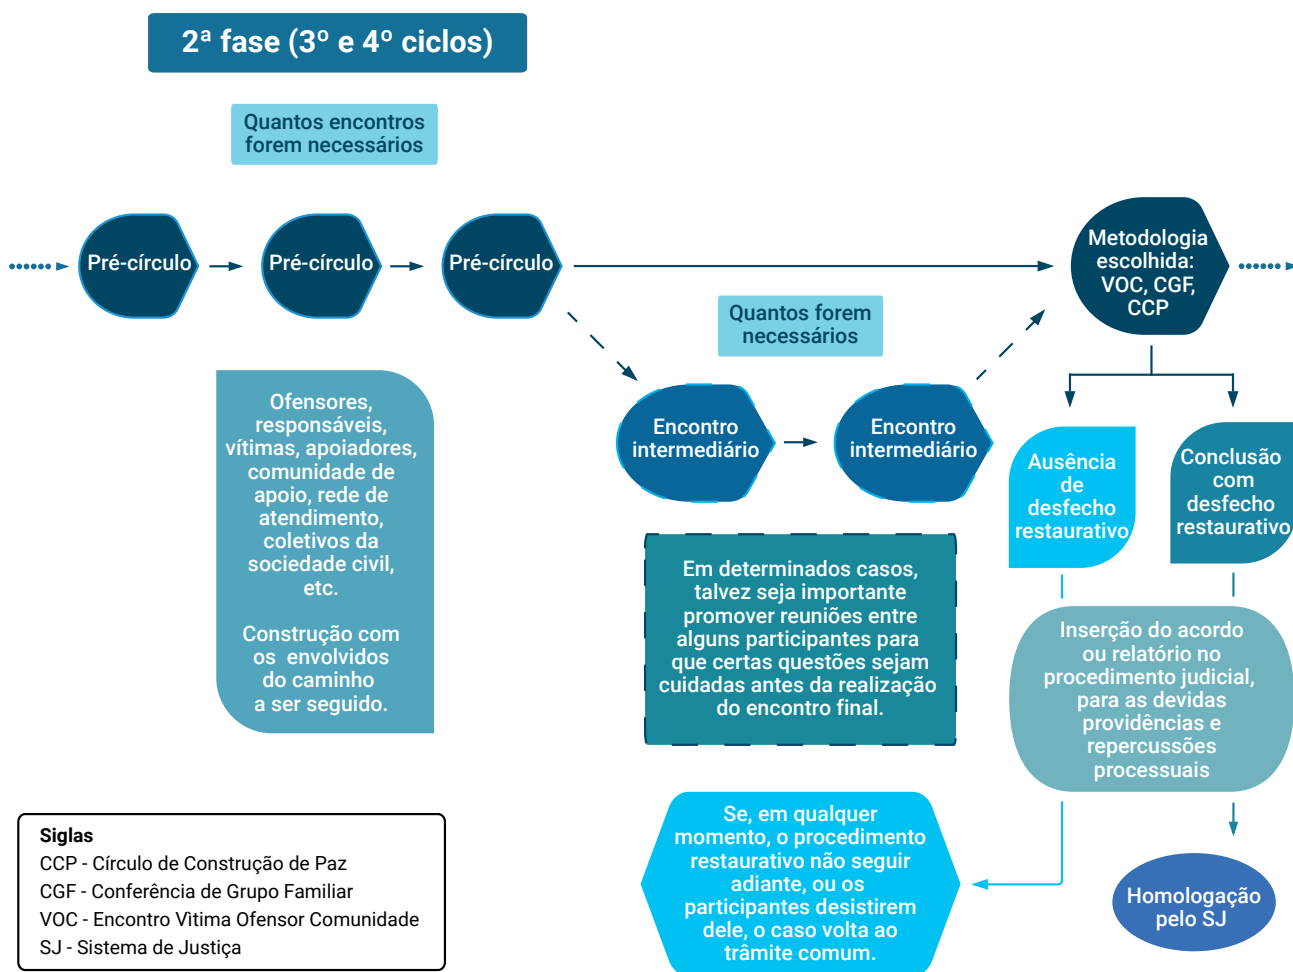 2ª fase (3º e 4º ciclos)
Quantos encontros
forem necessários
Pré-círculo
Pré-círculo
Pré-círculo
Metodologia
escolhida:
VOC, CGF,
CCP
Quantos forem
necessários
Encontro
intermediário
Encontro
intermediário
Ofensores,
responsáveis,
vítimas, apoiadores,
comunidade de
apoio, rede de
atendimento,
coletivos da
sociedade civil,
etc.
Construção com
os envolvidos
do caminho
a ser seguido.
Em determinados casos,
talvez seja importante
promover reuniões entre
alguns participantes para
que certas questões sejam
cuidadas antes da realização
do encontro final.
Ausência
de
desfecho
restaurativo
Conclusão
com
desfecho
restaurativo
Inserção do acordo
ou relatório no
procedimento judicial,
para as devidas
providências e
repercussões
processuais
Se, em qualquer
momento, o procedimento
restaurativo não seguir
adiante, ou os
participantes desistirem
dele, o caso volta ao
trâmite comum.
Homologação
pelo SJ
Siglas
CCP - Círculo de Construção de Paz
CGF - Conferência de Grupo Familiar
VOC - Encontro Vìtima Ofensor Comunidade
SJ - Sistema de Justiça